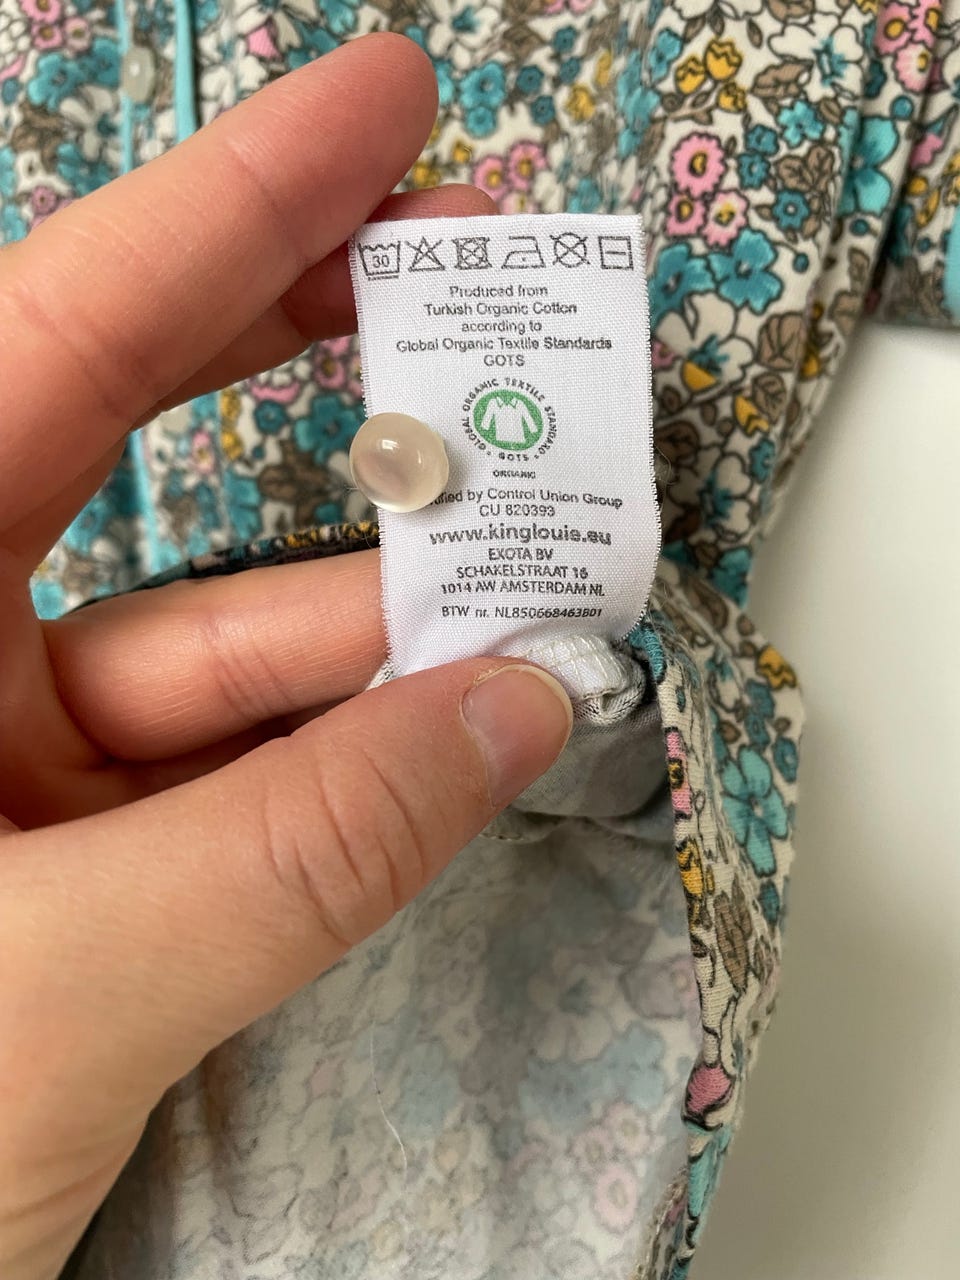 30
Produced from
Turkish Organic Cotton
according to
Global Organic Textile Standards
GOTS
GLOBAL ORGANIC TEXTILE STANDARD • GOTS •
ORGANIC
by Control Union Group
CU 820393
www.kinglouie.eu
EXOTA BV
SCHAKELSTRAAT 16
1014 AW AMSTERDAM NL
BTW nr. NL850668463B01